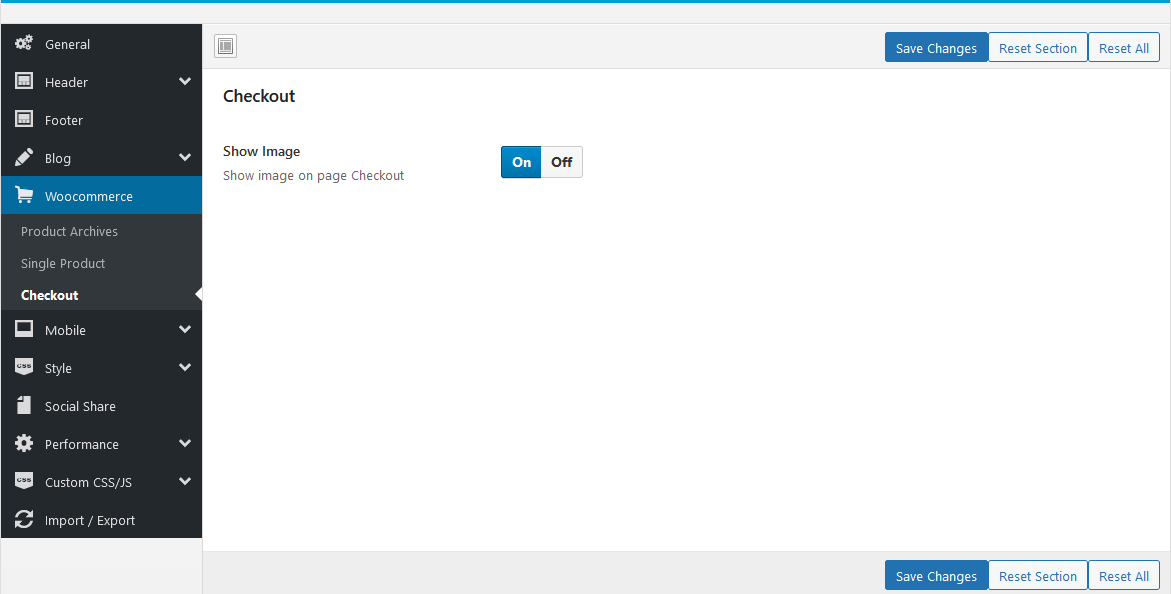 General
Header
Footer
Blog
Woocommerce
Product Archives
Single Product
Checkout
Mobile
css Style
Social Share
Performance
css Custom CSS/JS
Import / Export
Save Changes Reset Section Reset All
Checkout
Show Image On Off
Show image on page Checkout
Save Changes Reset Section Reset All